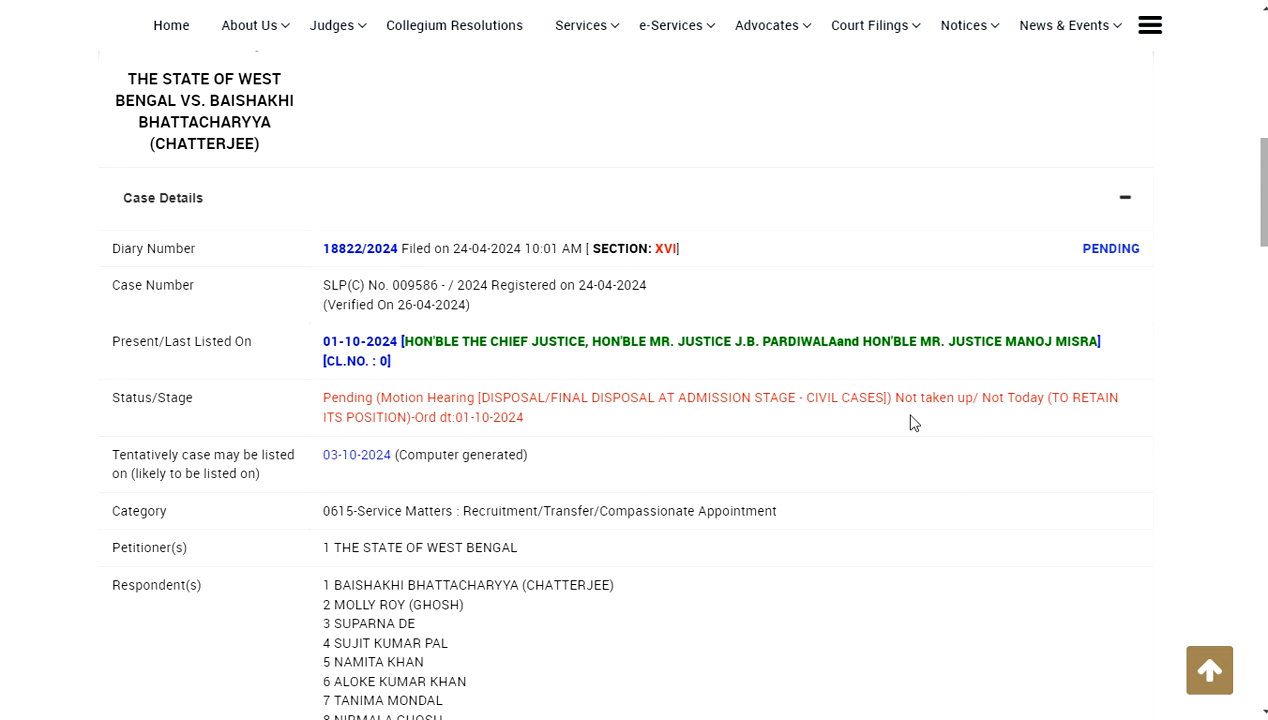 Home About Us Judges Collegium Resolutions Services e-Services Advocates Court Filings Notices News & Events
THE STATE OF WEST
BENGAL VS. BAISHAKHI
BHATTACHARYYA
(CHATTERJEE)
Case Details
Diary Number 18822/2024 Filed on 24-04-2024 10:01 AM [ SECTION: XVI] PENDING
Case Number SLP(C) No. 009586 - / 2024 Registered on 24-04-2024
(Verified On 26-04-2024)
Present/Last Listed On 01-10-2024 [HON'BLE THE CHIEF JUSTICE, HON'BLE MR. JUSTICE J.B. PARDIWALAand HON'BLE MR. JUSTICE MANOJ MISRA]
[CL.NO. : 0]
Status/Stage Pending (Motion Hearing [DISPOSAL/FINAL DISPOSAL AT ADMISSION STAGE - CIVIL CASES]) Not taken up/ Not Today (TO RETAIN
ITS POSITION)-Ord dt:01-10-2024
Tentatively case may be listed 03-10-2024 (Computer generated)
on (likely to be listed on)
Category 0615-Service Matters : Recruitment/Transfer/Compassionate Appointment
Petitioner(s) 1 THE STATE OF WEST BENGAL
Respondent(s) 1 BAISHAKHI BHATTACHARYYA (CHATTERJEE)
2 MOLLY ROY (GHOSH)
3 SUPARNA DE
4 SUJIT KUMAR PAL
5 NAMITA KHAN
6 ALOKE KUMAR KHAN
7 TANIMA MONDAL
8 NIRMALA GHOSH